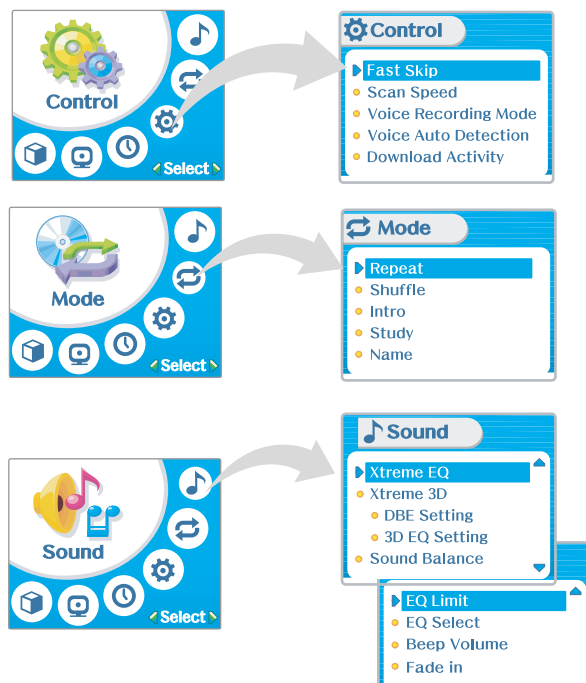 Control
Select
Control
Fast Skip
Scan Speed
Voice Recording Mode
Voice Auto Detection
Download Activity
Mode
Select
Mode
Repeat
Shuffle
Intro
Study
Name
Sound
Select
Sound
Xtreme EQ
Xtreme 3D
DBE Setting
3D EQ Setting
Sound Balance
EQ Limit
EQ Select
Beep Volume
Fade in